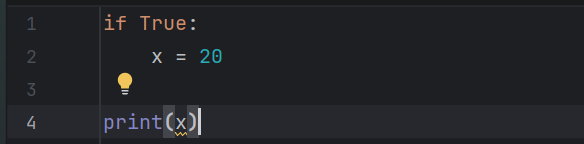 1 if True:
2     x = 20
3
4 print(x)